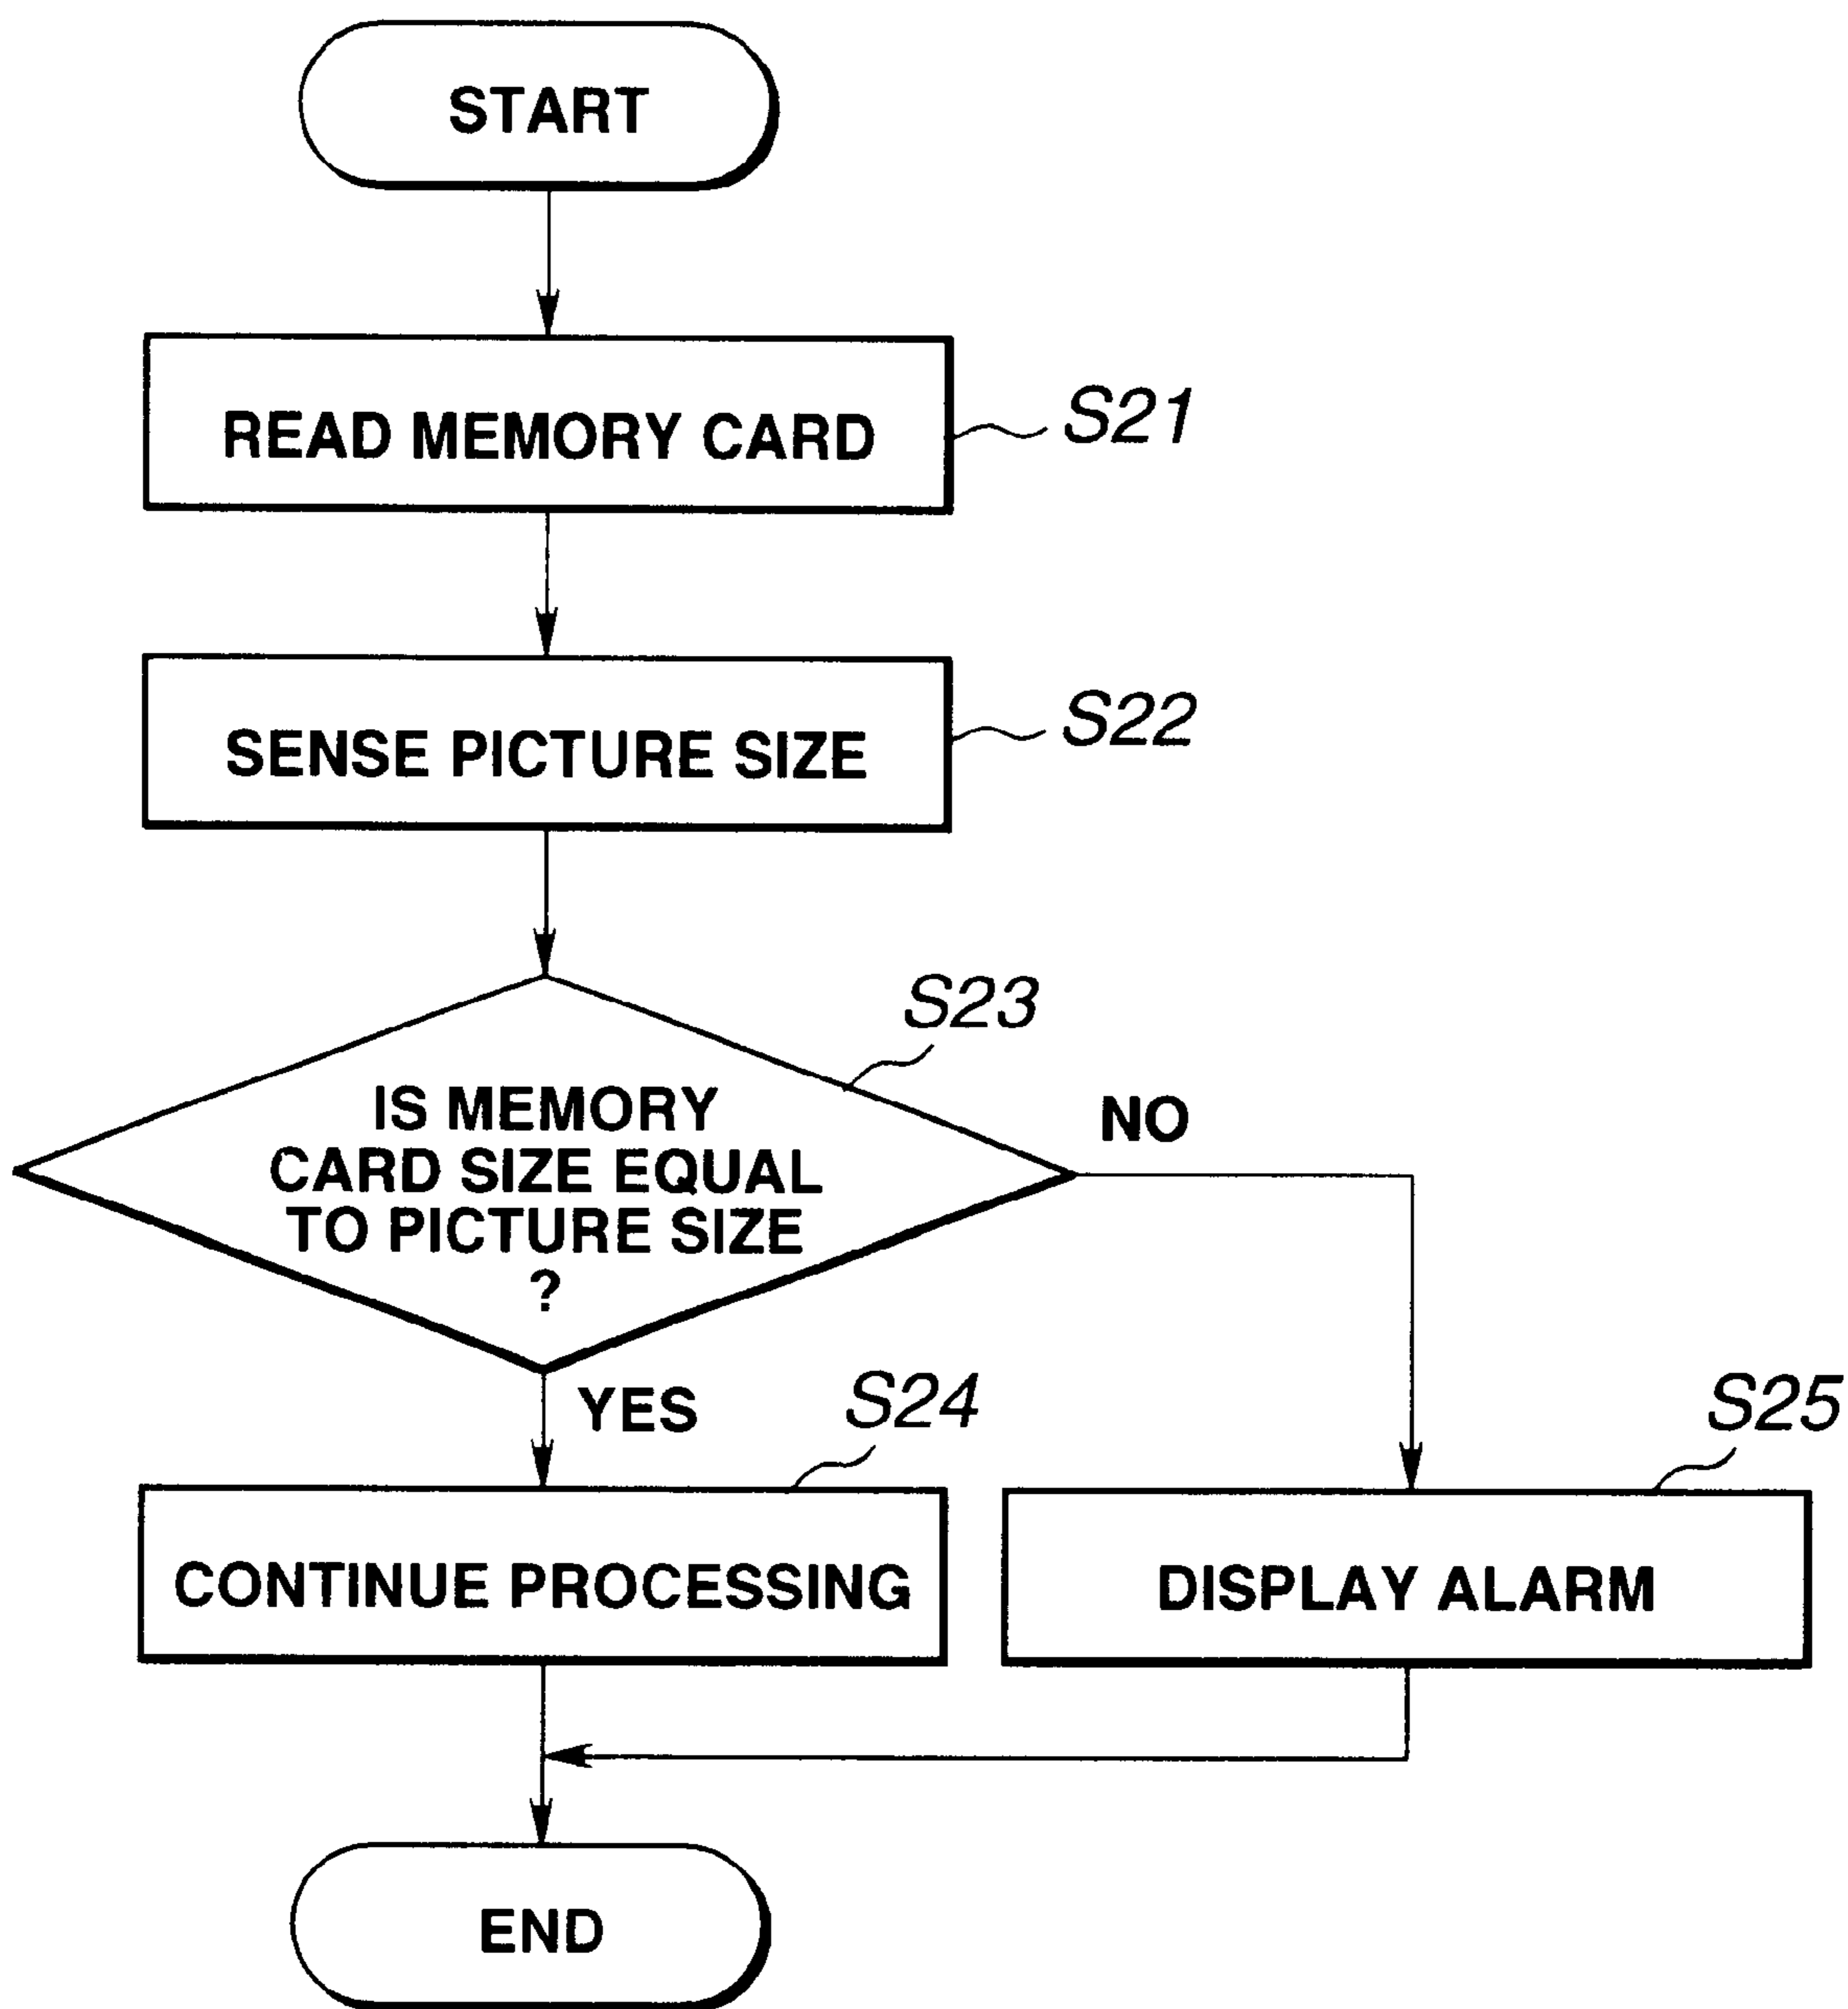 START
READ MEMORY CARD
S21
SENSE PICTURE SIZE
S22
S23
IS MEMORY
CARD SIZE EQUAL
TO PICTURE SIZE
?
NO
YES
S24
S25
CONTINUE PROCESSING
DISPLAY ALARM
END